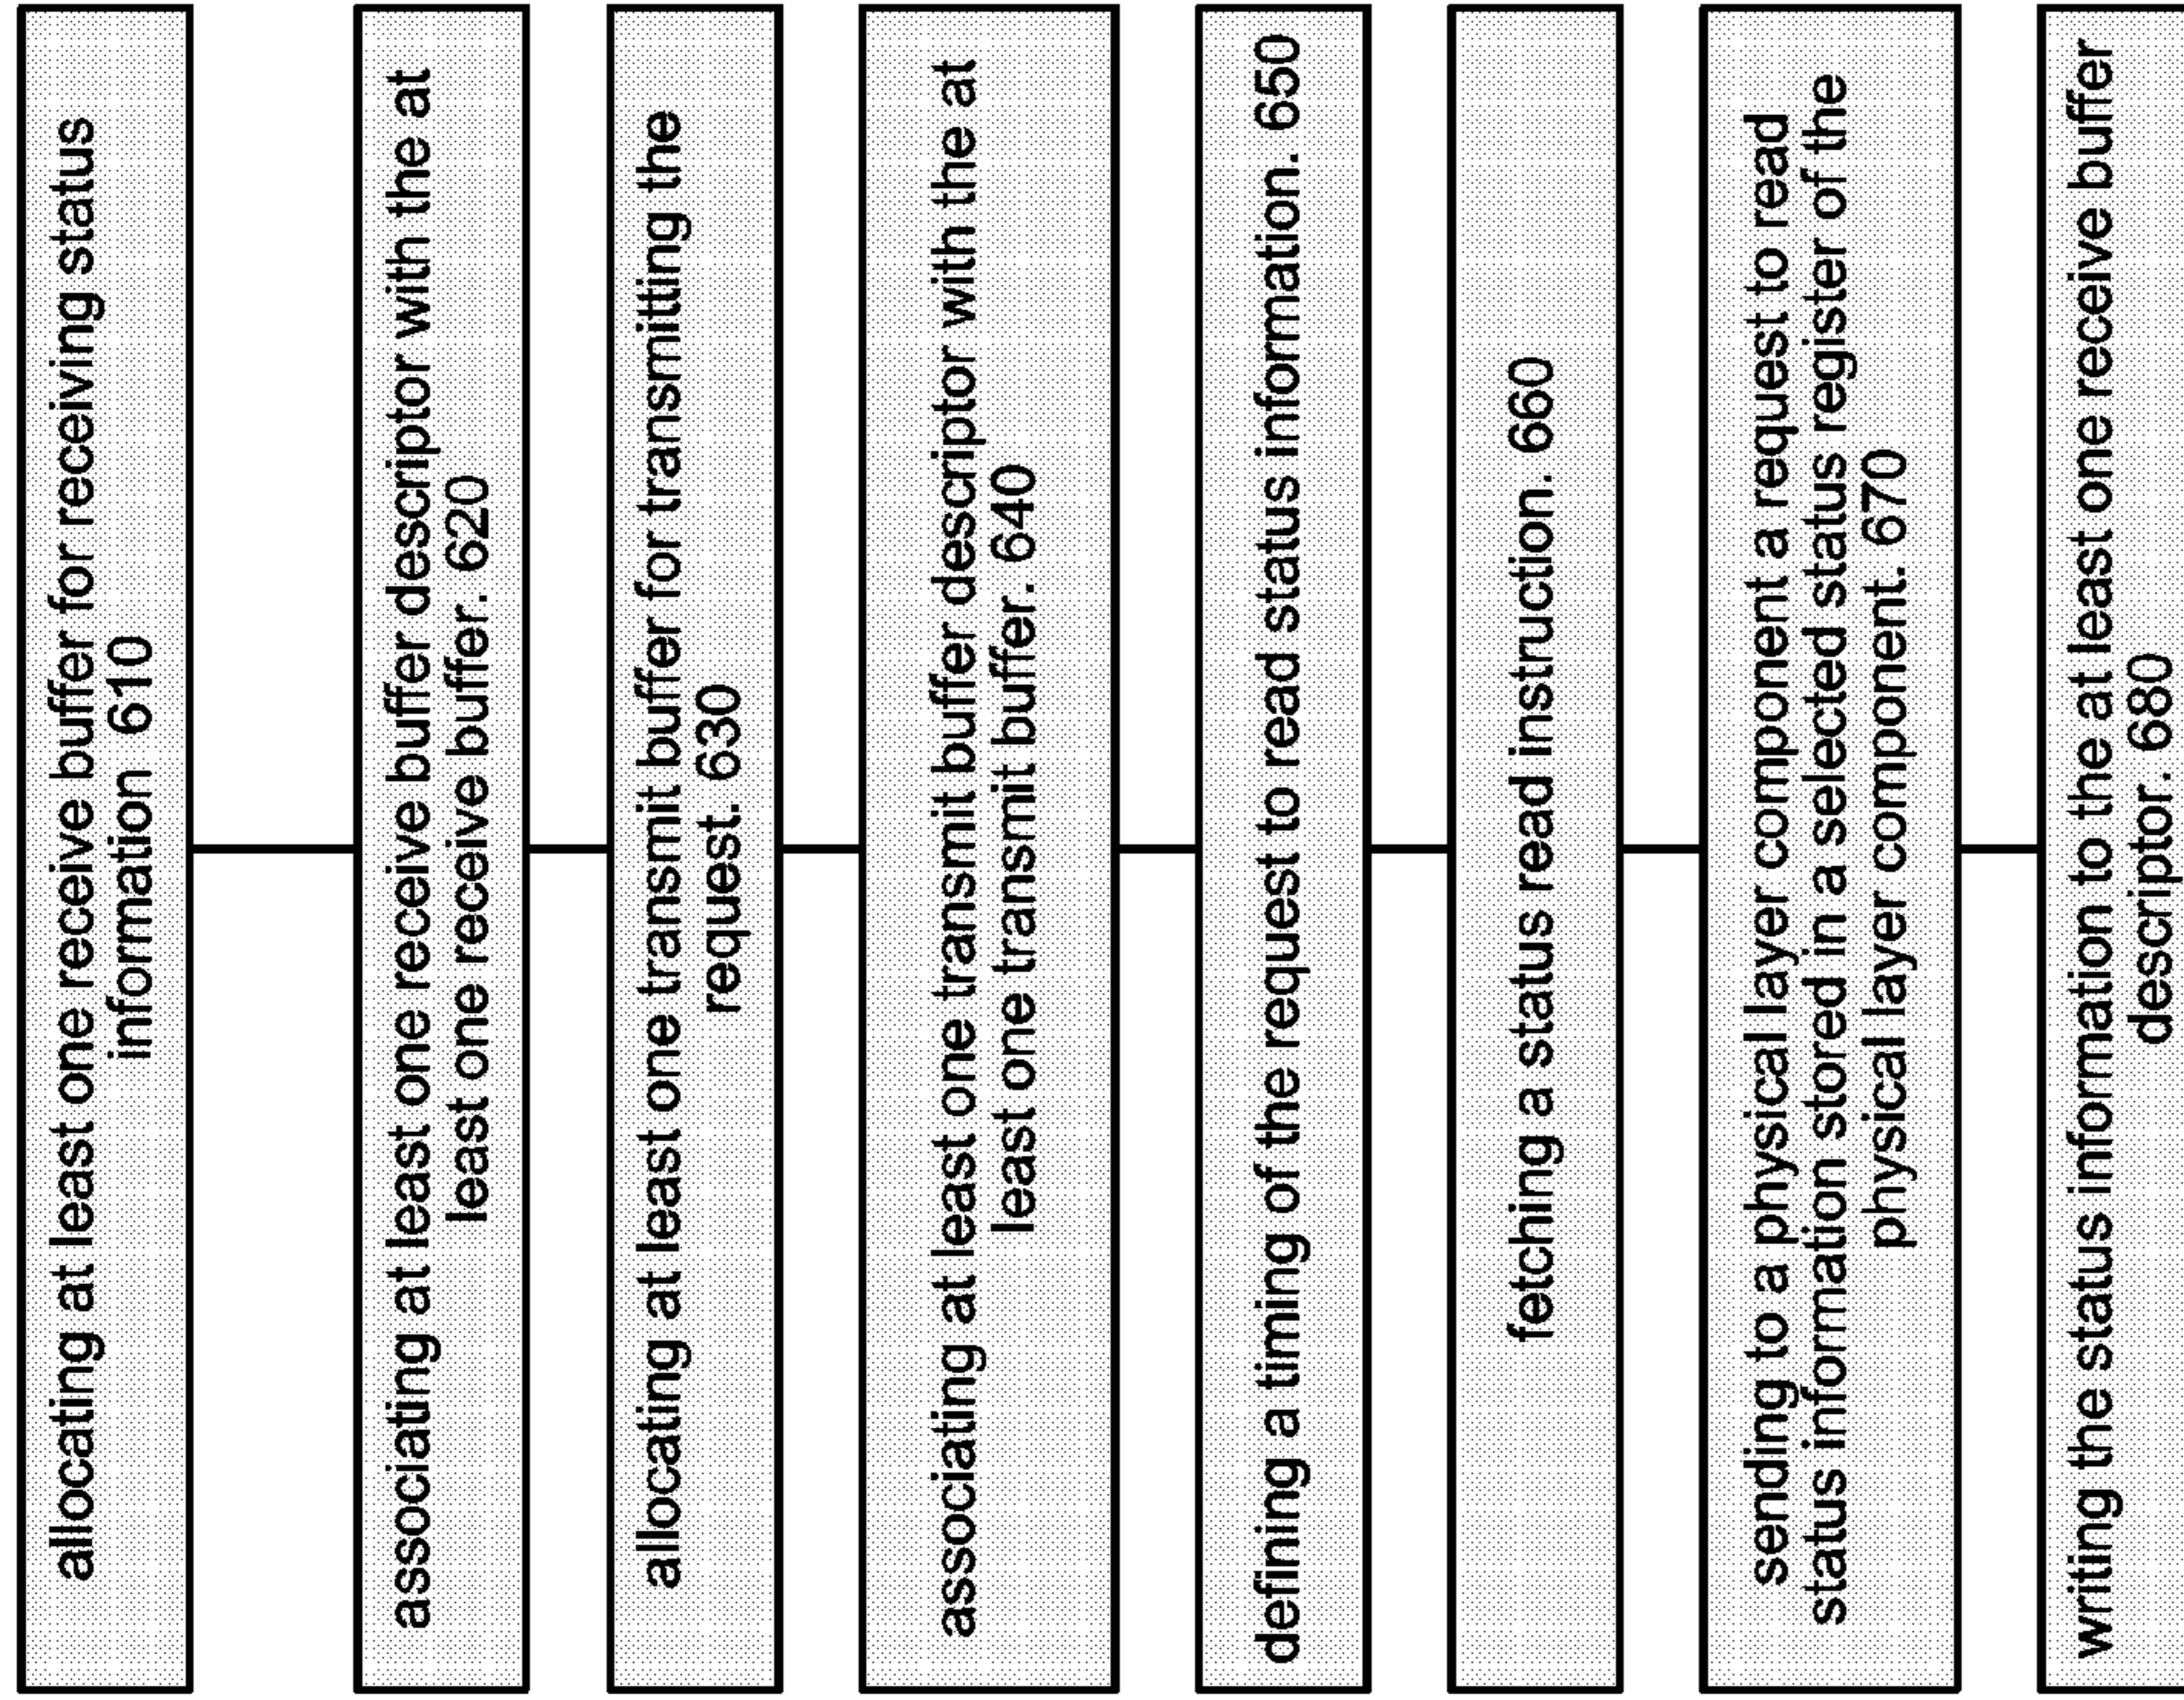 allocating at least one receive buffer for receiving status
information 610
associating at least one receive buffer descriptor with the at
least one receive buffer. 620
allocating at least one transmit buffer for transmitting the
request. 630
associating at least one transmit buffer descriptor with the at
least one transmit buffer. 640
defining a timing of the request to read status information. 650
fetching a status read instruction. 660
sending to a physical layer component a request to read
status information stored in a selected status register of the
physical layer component. 670
writing the status information to the at least one receive buffer
descriptor. 680